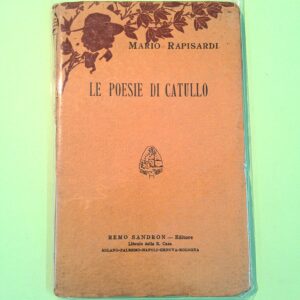 MARIO RAPISARDI
LE POESIE DI CATULLO
REMO SANDRON — Editore
Libraio della R. Casa
MILANO-PALERMO-NAPOLI-GENOVA-BOLOGNA